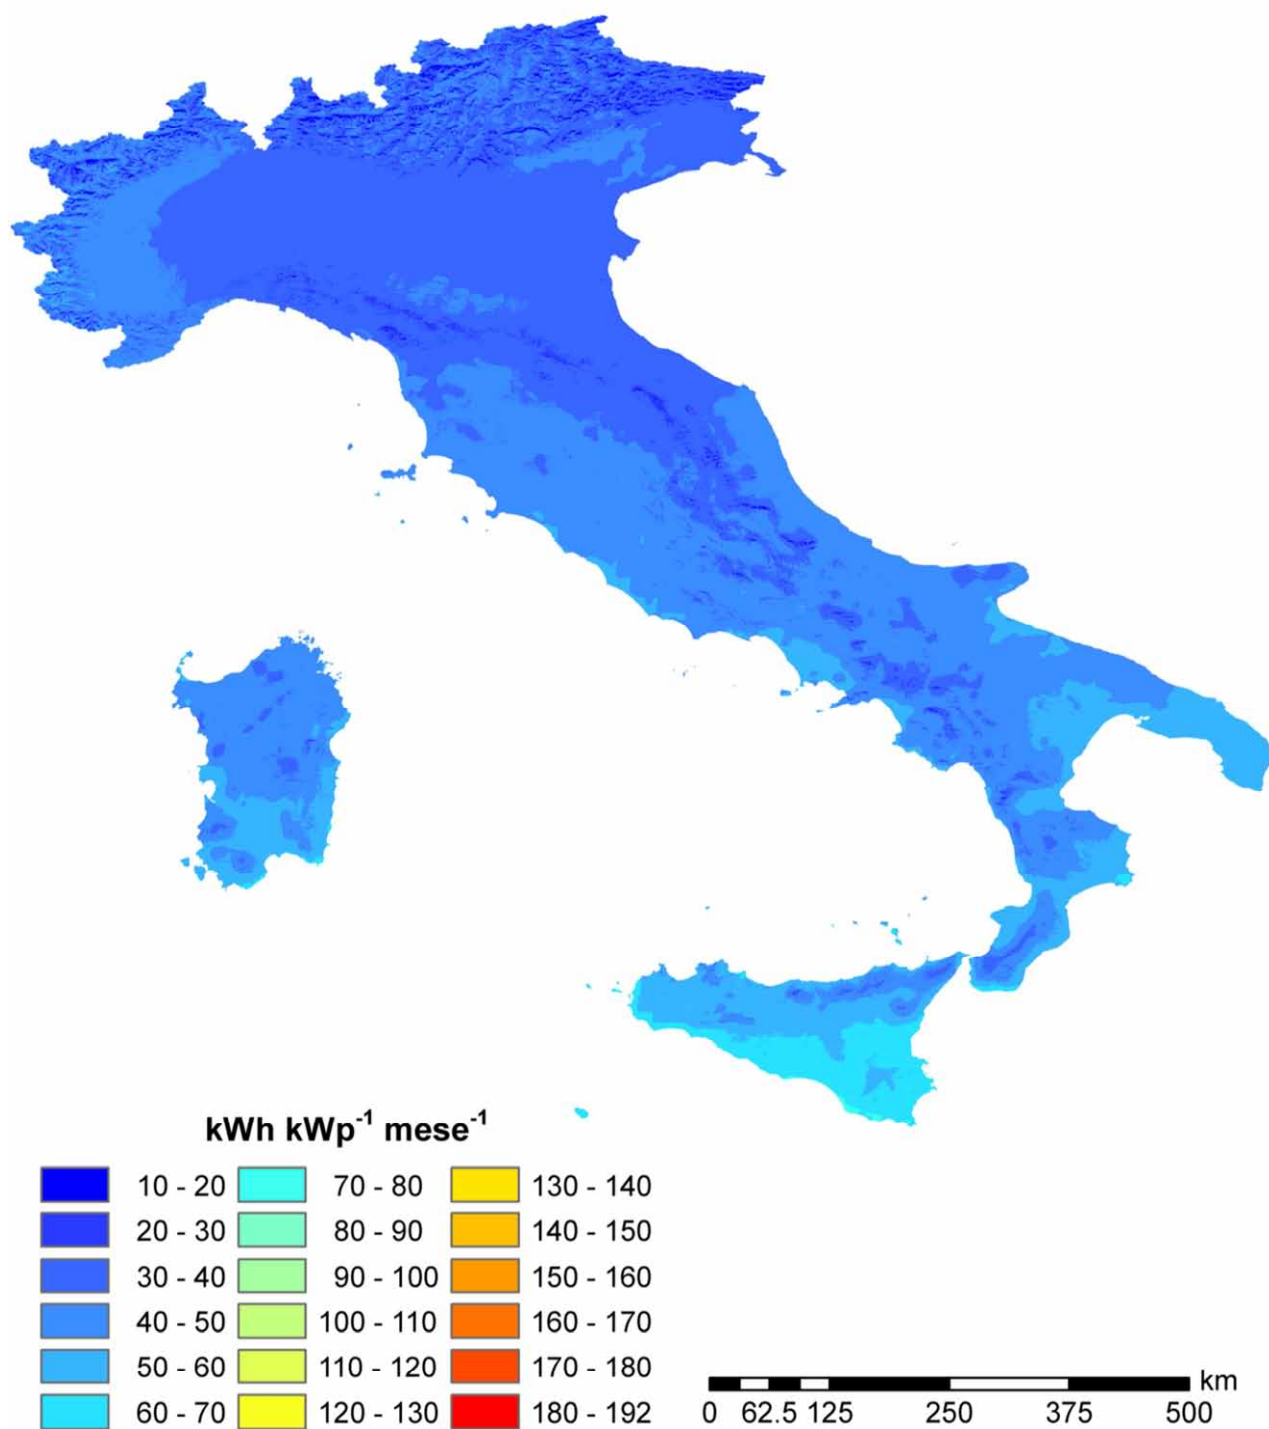 kWh kWp⁻¹ mese⁻¹
10 - 20 70 - 80 130 - 140
20 - 30 80 - 90 140 - 150
30 - 40 90 - 100 150 - 160
40 - 50 100 - 110 160 - 170
50 - 60 110 - 120 170 - 180
60 - 70 120 - 130 180 - 192
km
0 62.5 125 250 375 500